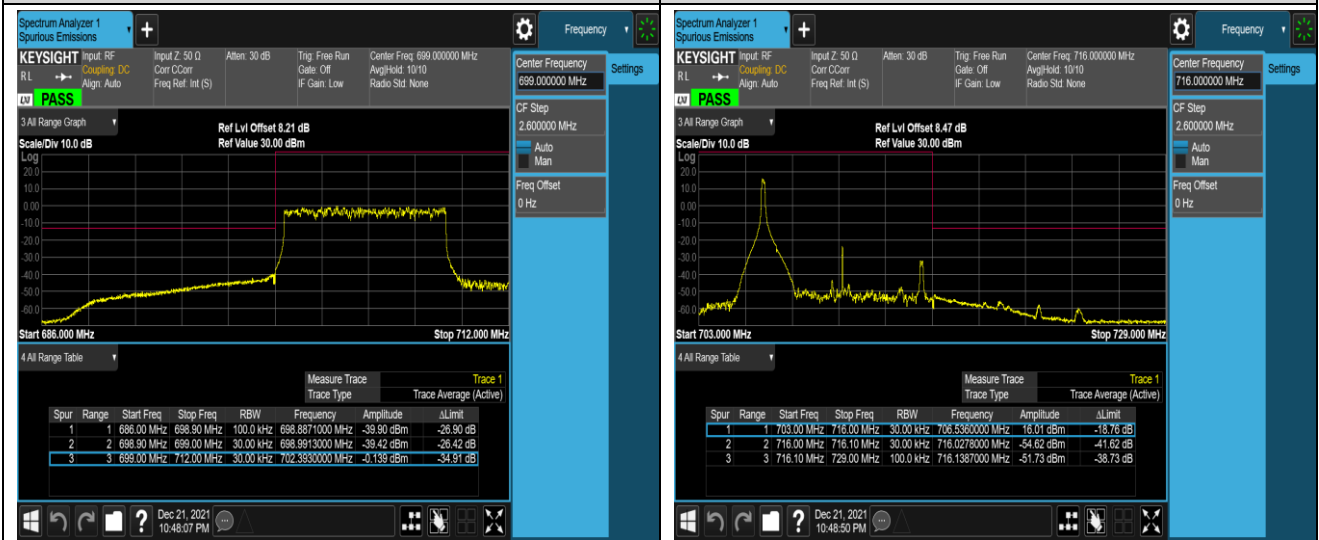 Spectrum Analyzer 1
Spurious Emissions
+
Frequency
KEYSIGHT Input: RF Input Z: 50 Ω Atten: 30 dB Trig: Free Run Center Freq: 699.000000 MHz
RL Coupling: DC Corr CCorr Gate: Off Avg|Hold: 10/10
Align: Auto Freq Ref: Int (S) IF Gain: Low Radio Std: None
LXI PASS
Center Frequency
699.000000 MHz
Settings
CF Step
2.600000 MHz
Auto
Man
Freq Offset
0 Hz
3 All Range Graph
Ref Lvl Offset 8.21 dB
Scale/Div 10.0 dB Ref Value 30.00 dBm
Log
20.0
10.0
0.00
-10.0
-20.0
-30.0
-40.0
-50.0
-60.0
Start 686.000 MHz Stop 712.000 MHz
4 All Range Table
Measure Trace Trace 1
Trace Type Trace Average (Active)
Spur Range Start Freq Stop Freq RBW Frequency Amplitude ΔLimit
1 1 686.00 MHz 698.90 MHz 100.0 kHz 698.8871000 MHz -39.90 dBm -26.90 dB
2 2 698.90 MHz 699.00 MHz 30.00 kHz 698.9913000 MHz -39.42 dBm -26.42 dB
3 3 699.00 MHz 712.00 MHz 30.00 kHz 702.3930000 MHz -0.139 dBm -34.91 dB
?
Dec 21, 2021
10:48:07 PM
Spectrum Analyzer 1
Spurious Emissions
+
Frequency
KEYSIGHT Input: RF Input Z: 50 Ω Atten: 30 dB Trig: Free Run Center Freq: 716.000000 MHz
RL Coupling: DC Corr CCorr Gate: Off Avg|Hold: 10/10
Align: Auto Freq Ref: Int (S) IF Gain: Low Radio Std: None
LXI PASS
Center Frequency
716.000000 MHz
Settings
CF Step
2.600000 MHz
Auto
Man
Freq Offset
0 Hz
3 All Range Graph
Ref Lvl Offset 8.47 dB
Scale/Div 10.0 dB Ref Value 30.00 dBm
Log
20.0
10.0
0.00
-10.0
-20.0
-30.0
-40.0
-50.0
-60.0
Start 703.000 MHz Stop 729.000 MHz
4 All Range Table
Measure Trace Trace 1
Trace Type Trace Average (Active)
Spur Range Start Freq Stop Freq RBW Frequency Amplitude ΔLimit
1 1 703.00 MHz 716.00 MHz 30.00 kHz 706.5360000 MHz 16.01 dBm -18.76 dB
2 2 716.00 MHz 716.10 MHz 30.00 kHz 716.0278000 MHz -54.62 dBm -41.62 dB
3 3 716.10 MHz 729.00 MHz 100.0 kHz 716.1387000 MHz -51.73 dBm -38.73 dB
?
Dec 21, 2021
10:48:50 PM